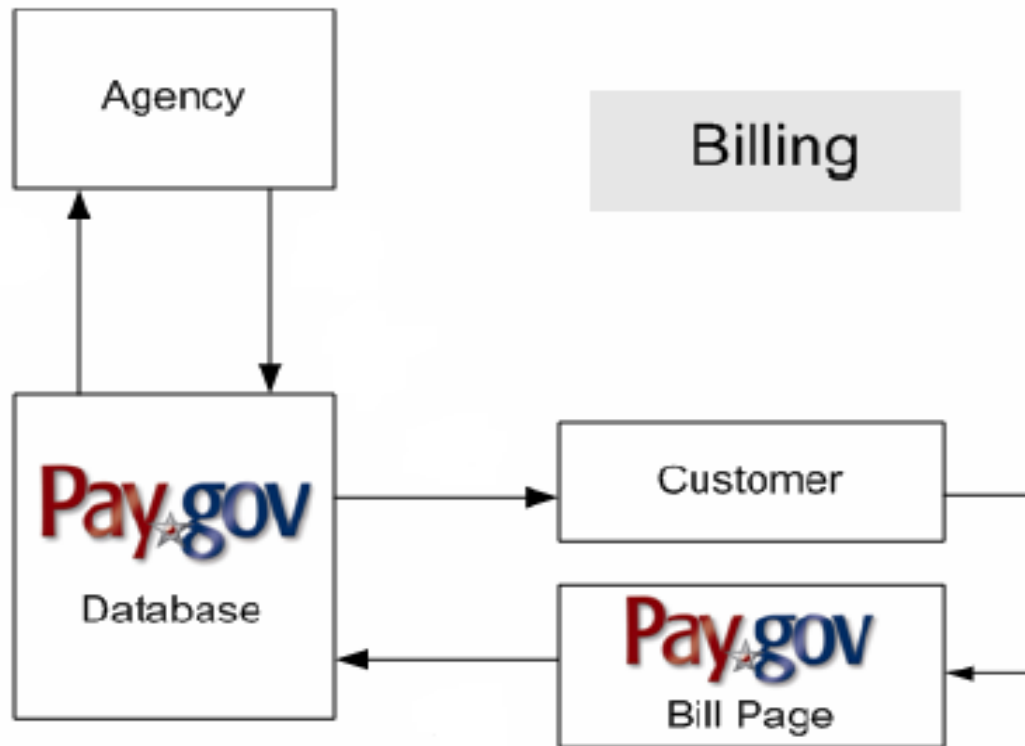 Agency
Billing
Pay.gov
Database
Customer
Pay.gov
Bill Page